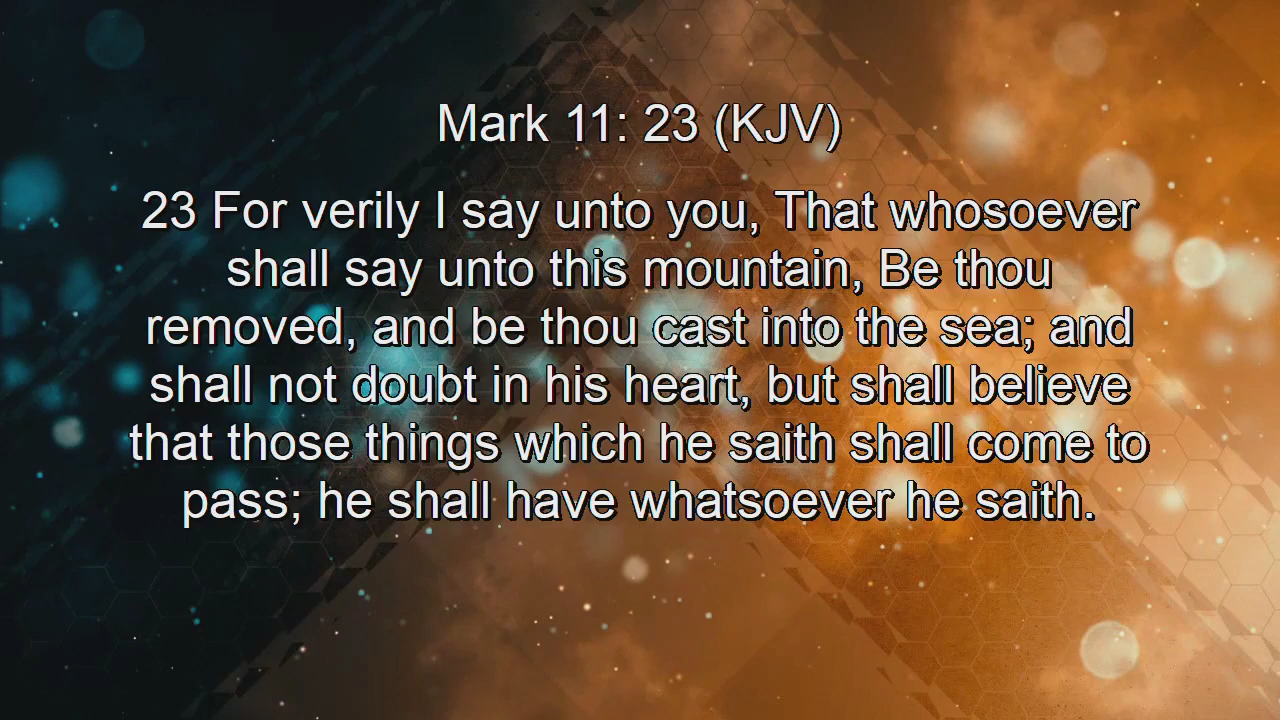 Mark 11: 23 (KJV)
23 For verily I say unto you, That whosoever
shall say unto this mountain, Be thou
removed, and be thou cast into the sea; and
shall not doubt in his heart, but shall believe
that those things which he saith shall come to
pass; he shall have whatsoever he saith.